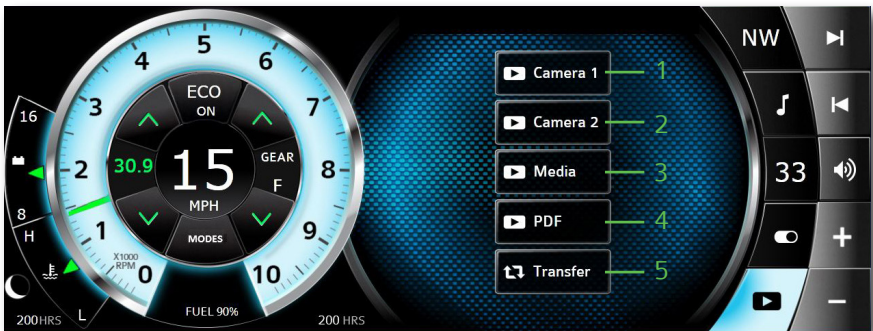 16
8
H
L
200 HRS
0
1
2
3
4
5
6
7
8
9
10
X1000
RPM
ECO
ON
30.9
15
MPH
GEAR
F
MODES
FUEL 90%
200 HRS
Camera 1
1
Camera 2
2
Media
3
PDF
4
Transfer
5
NW
33